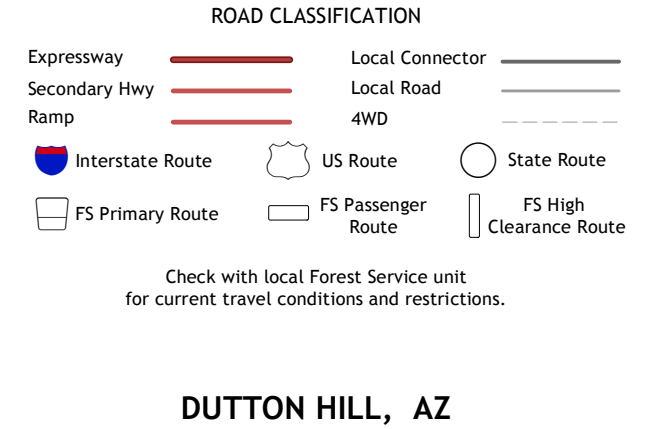 ROAD CLASSIFICATION
Expressway
Local Connector
Secondary Hwy
Local Road
Ramp
4WD
Interstate Route
US Route
State Route
FS Primary Route
FS Passenger
Route
FS High
Clearance Route
Check with local Forest Service unit
for current travel conditions and restrictions.
DUTTON HILL, AZ